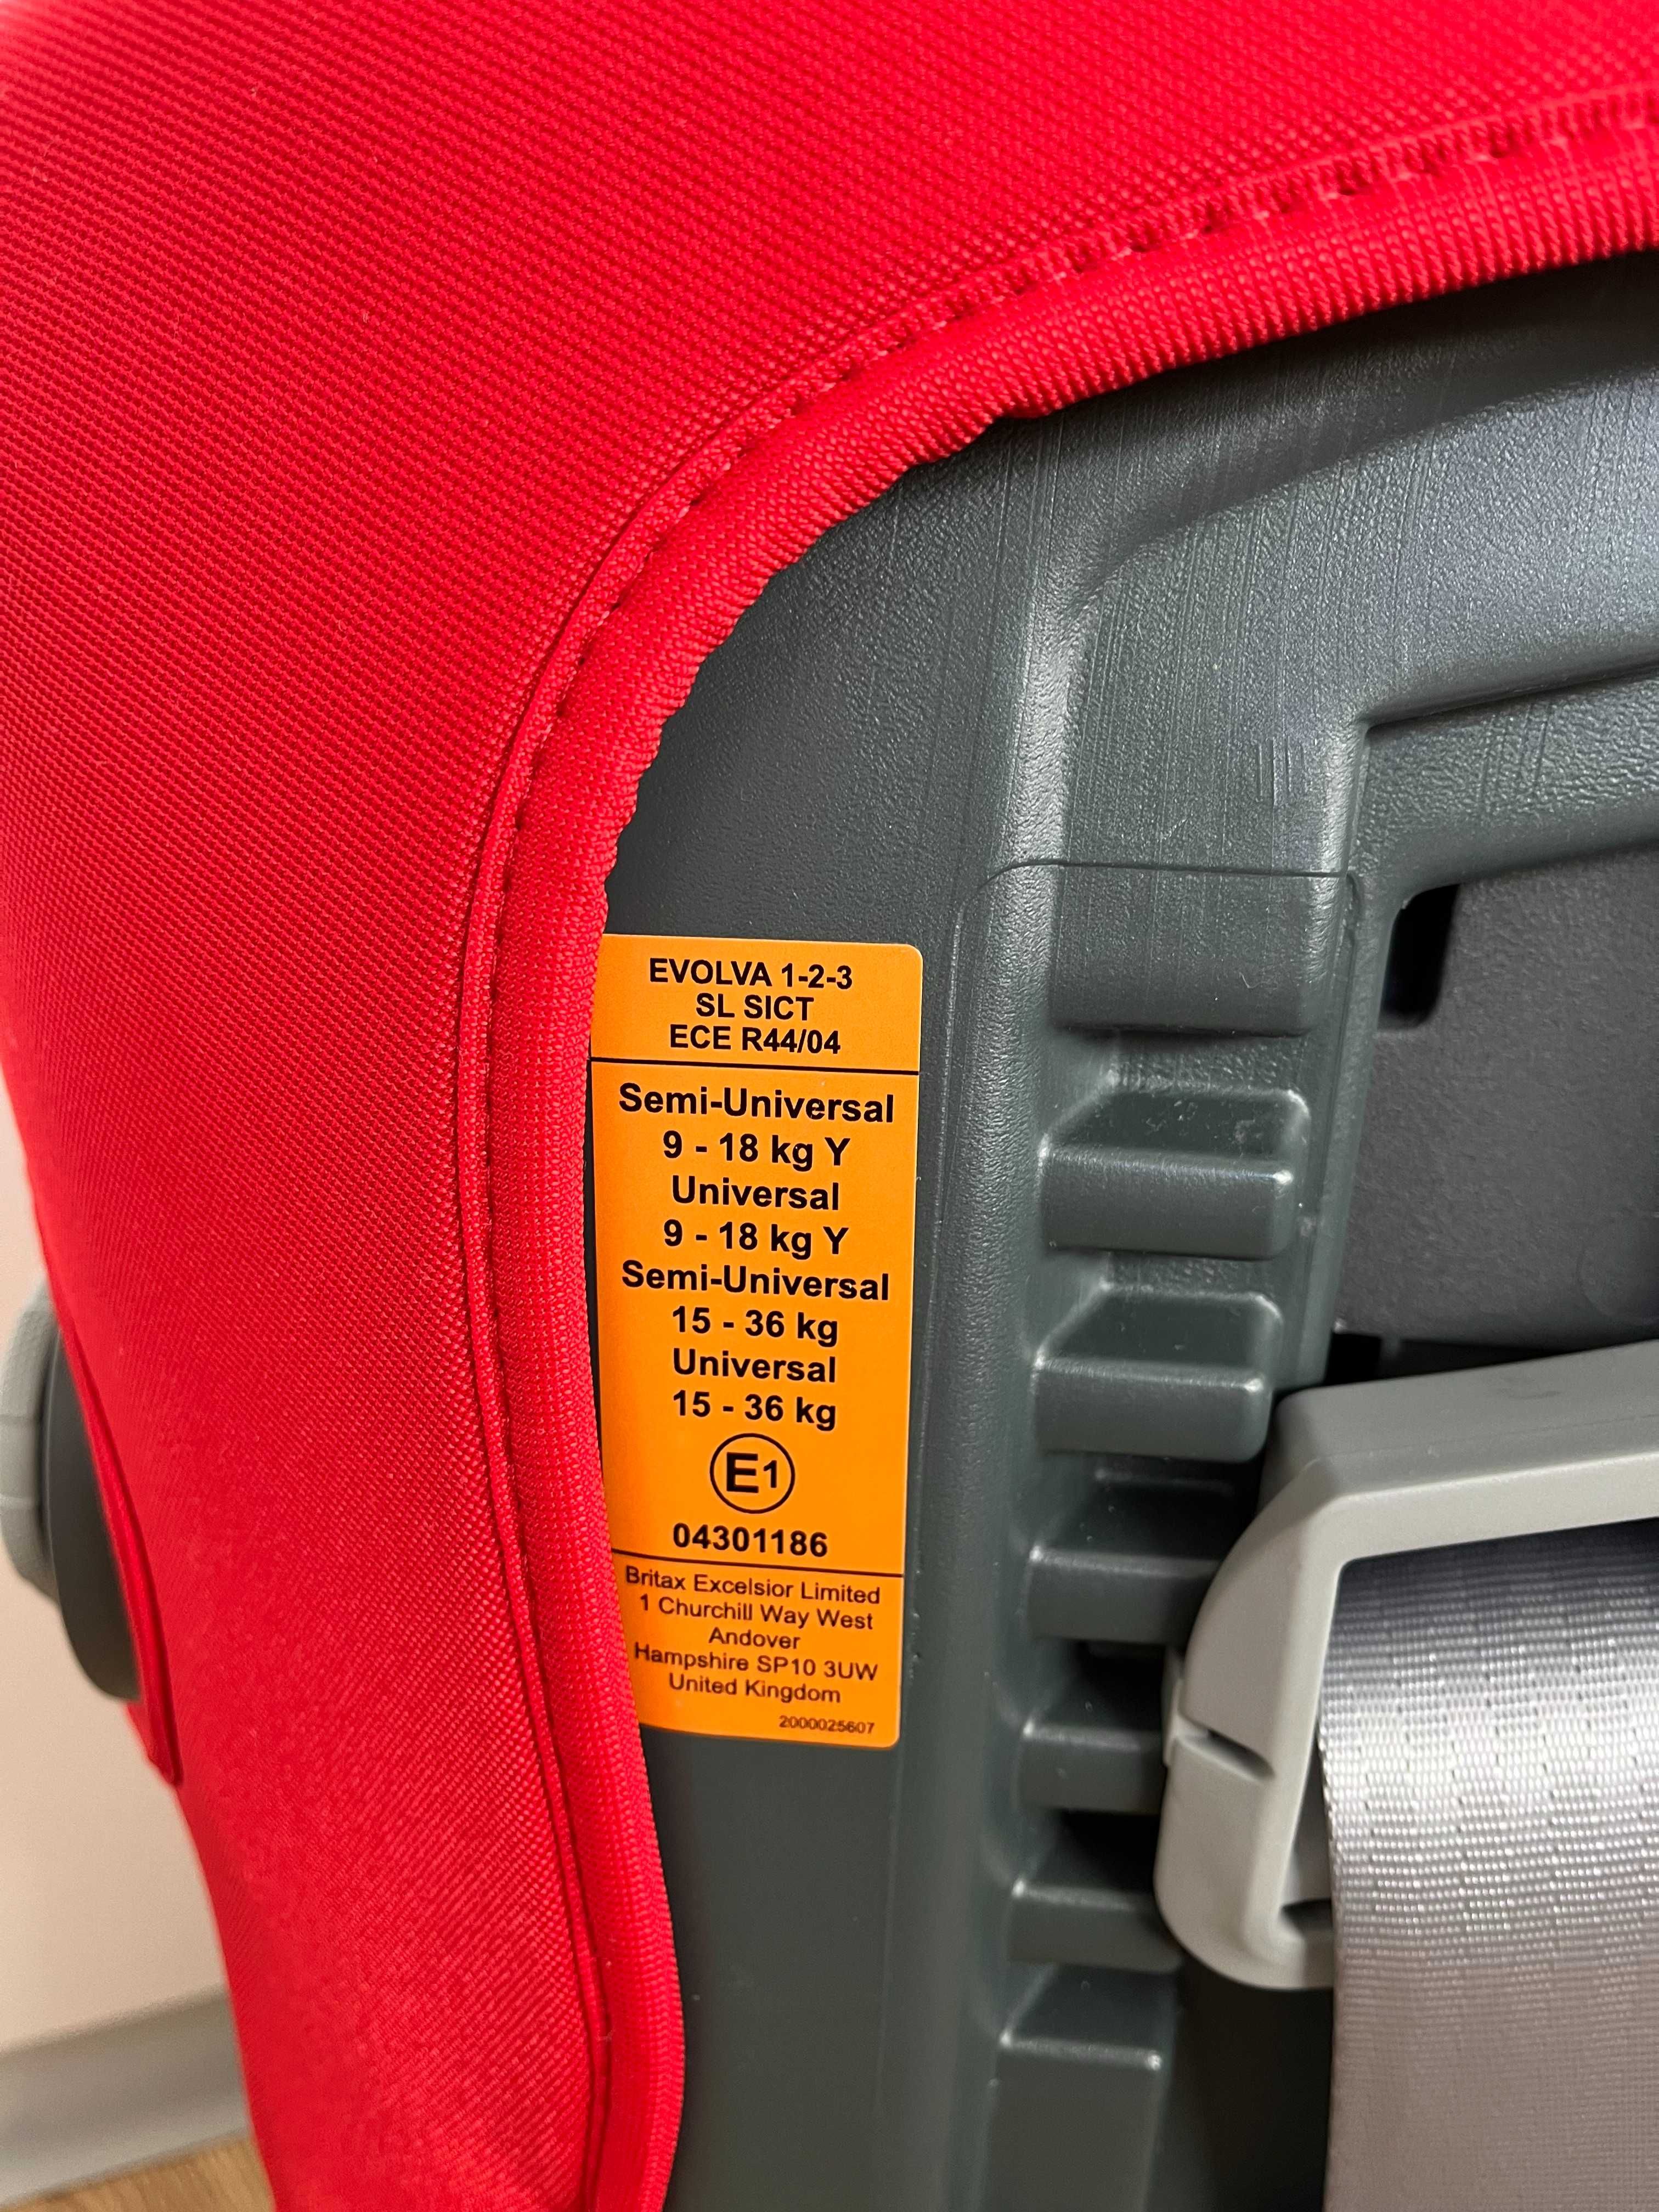 EVOLVA 1-2-3
SL SICT
ECE R44/04
Semi-Universal
9 - 18 kg Y
Universal
9 - 18 kg Y
Semi-Universal
15 - 36 kg
Universal
15 - 36 kg
E1
04301186
Britax Excelsior Limited
1 Churchill Way West
Andover
Hampshire SP10 3UW
United Kingdom
2000025607